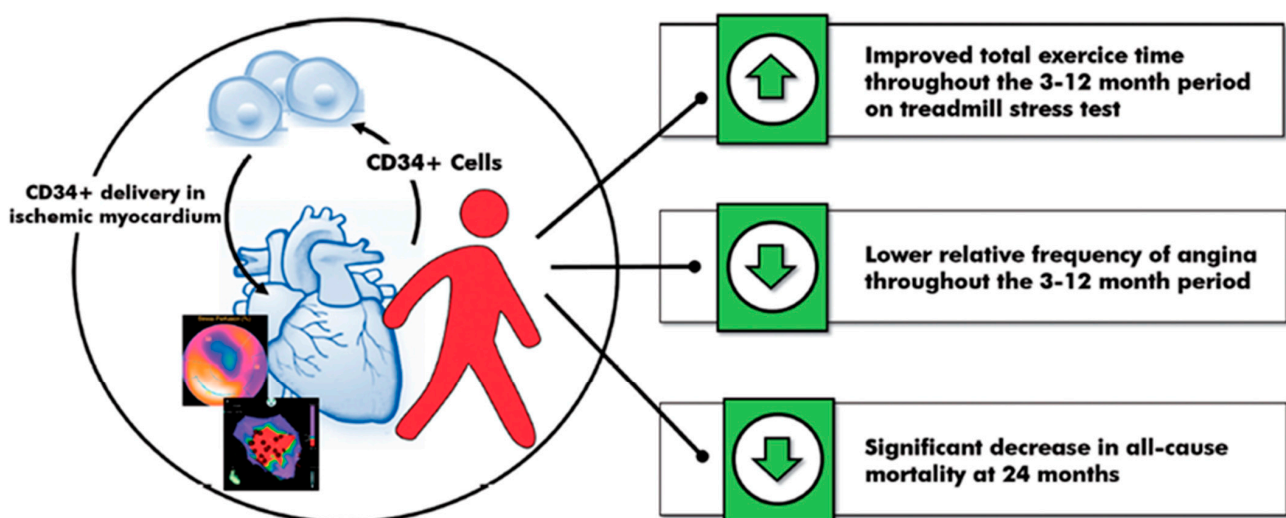 CD34+ Cells
CD34+ delivery in
ischemic myocardium
Stress Perfusion (%)
Improved total exercice time
throughout the 3-12 month period
on treadmill stress test
Lower relative frequency of angina
throughout the 3-12 month period
Significant decrease in all-cause
mortality at 24 months